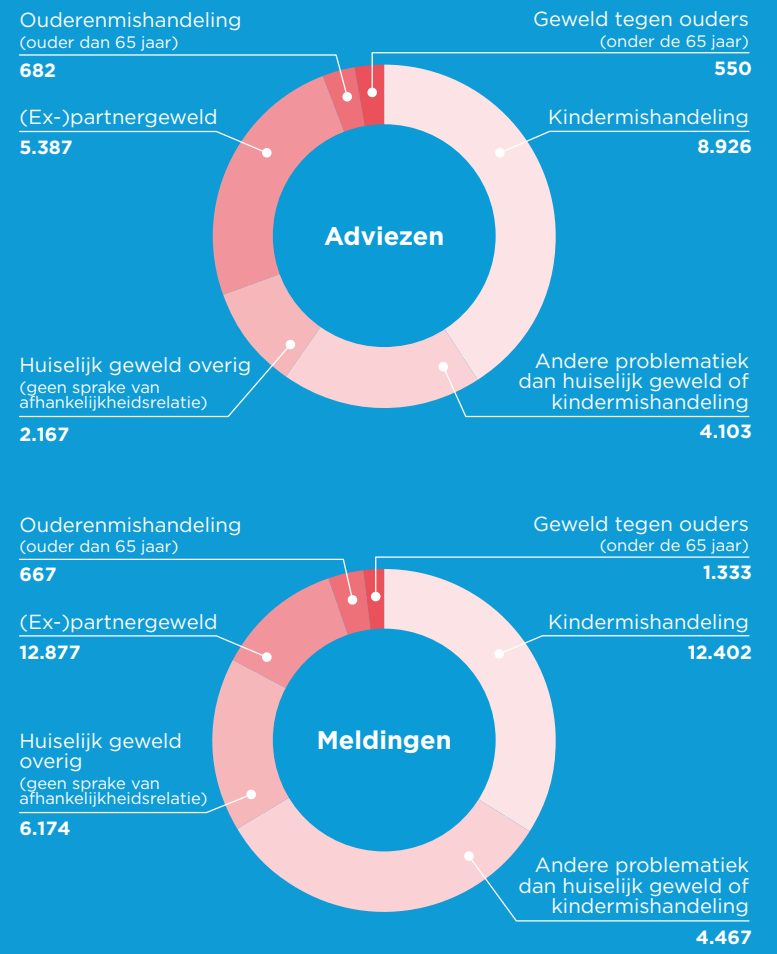 Ouderenmishandeling
(ouder dan 65 jaar)
682
Geweld tegen ouders
(onder de 65 jaar)
550
(Ex-)partnergeweld
5.387
Kindermishandeling
8.926
Adviezen
Huiselijk geweld overig
(geen sprake van
afhankelijkheidsrelatie)
2.167
Andere problematiek
dan huiselijk geweld of
kindermishandeling
4.103
Ouderenmishandeling
(ouder dan 65 jaar)
667
Geweld tegen ouders
(onder de 65 jaar)
1.333
(Ex-)partnergeweld
12.877
Kindermishandeling
12.402
Meldingen
Huiselijk geweld
overig
(geen sprake van
afhankelijkheidsrelatie)
6.174
Andere problematiek
dan huiselijk geweld of
kindermishandeling
4.467